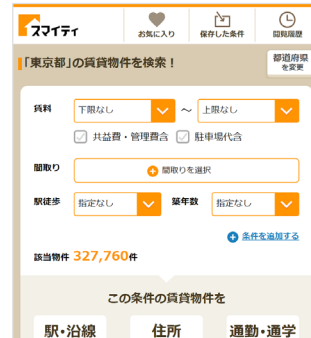 スマイティ
お気に入り
保存した条件
閲覧履歴
「東京都」の賃貸物件を検索！
都道府県
を変更
賃料
下限なし
～
上限なし
共益費・管理費含
駐車場代含
間取り
間取りを選択
駅徒歩
指定なし
築年数
指定なし
条件を追加する
該当物件 327,760件
この条件の賃貸物件を
駅・沿線
住所
通勤・通学